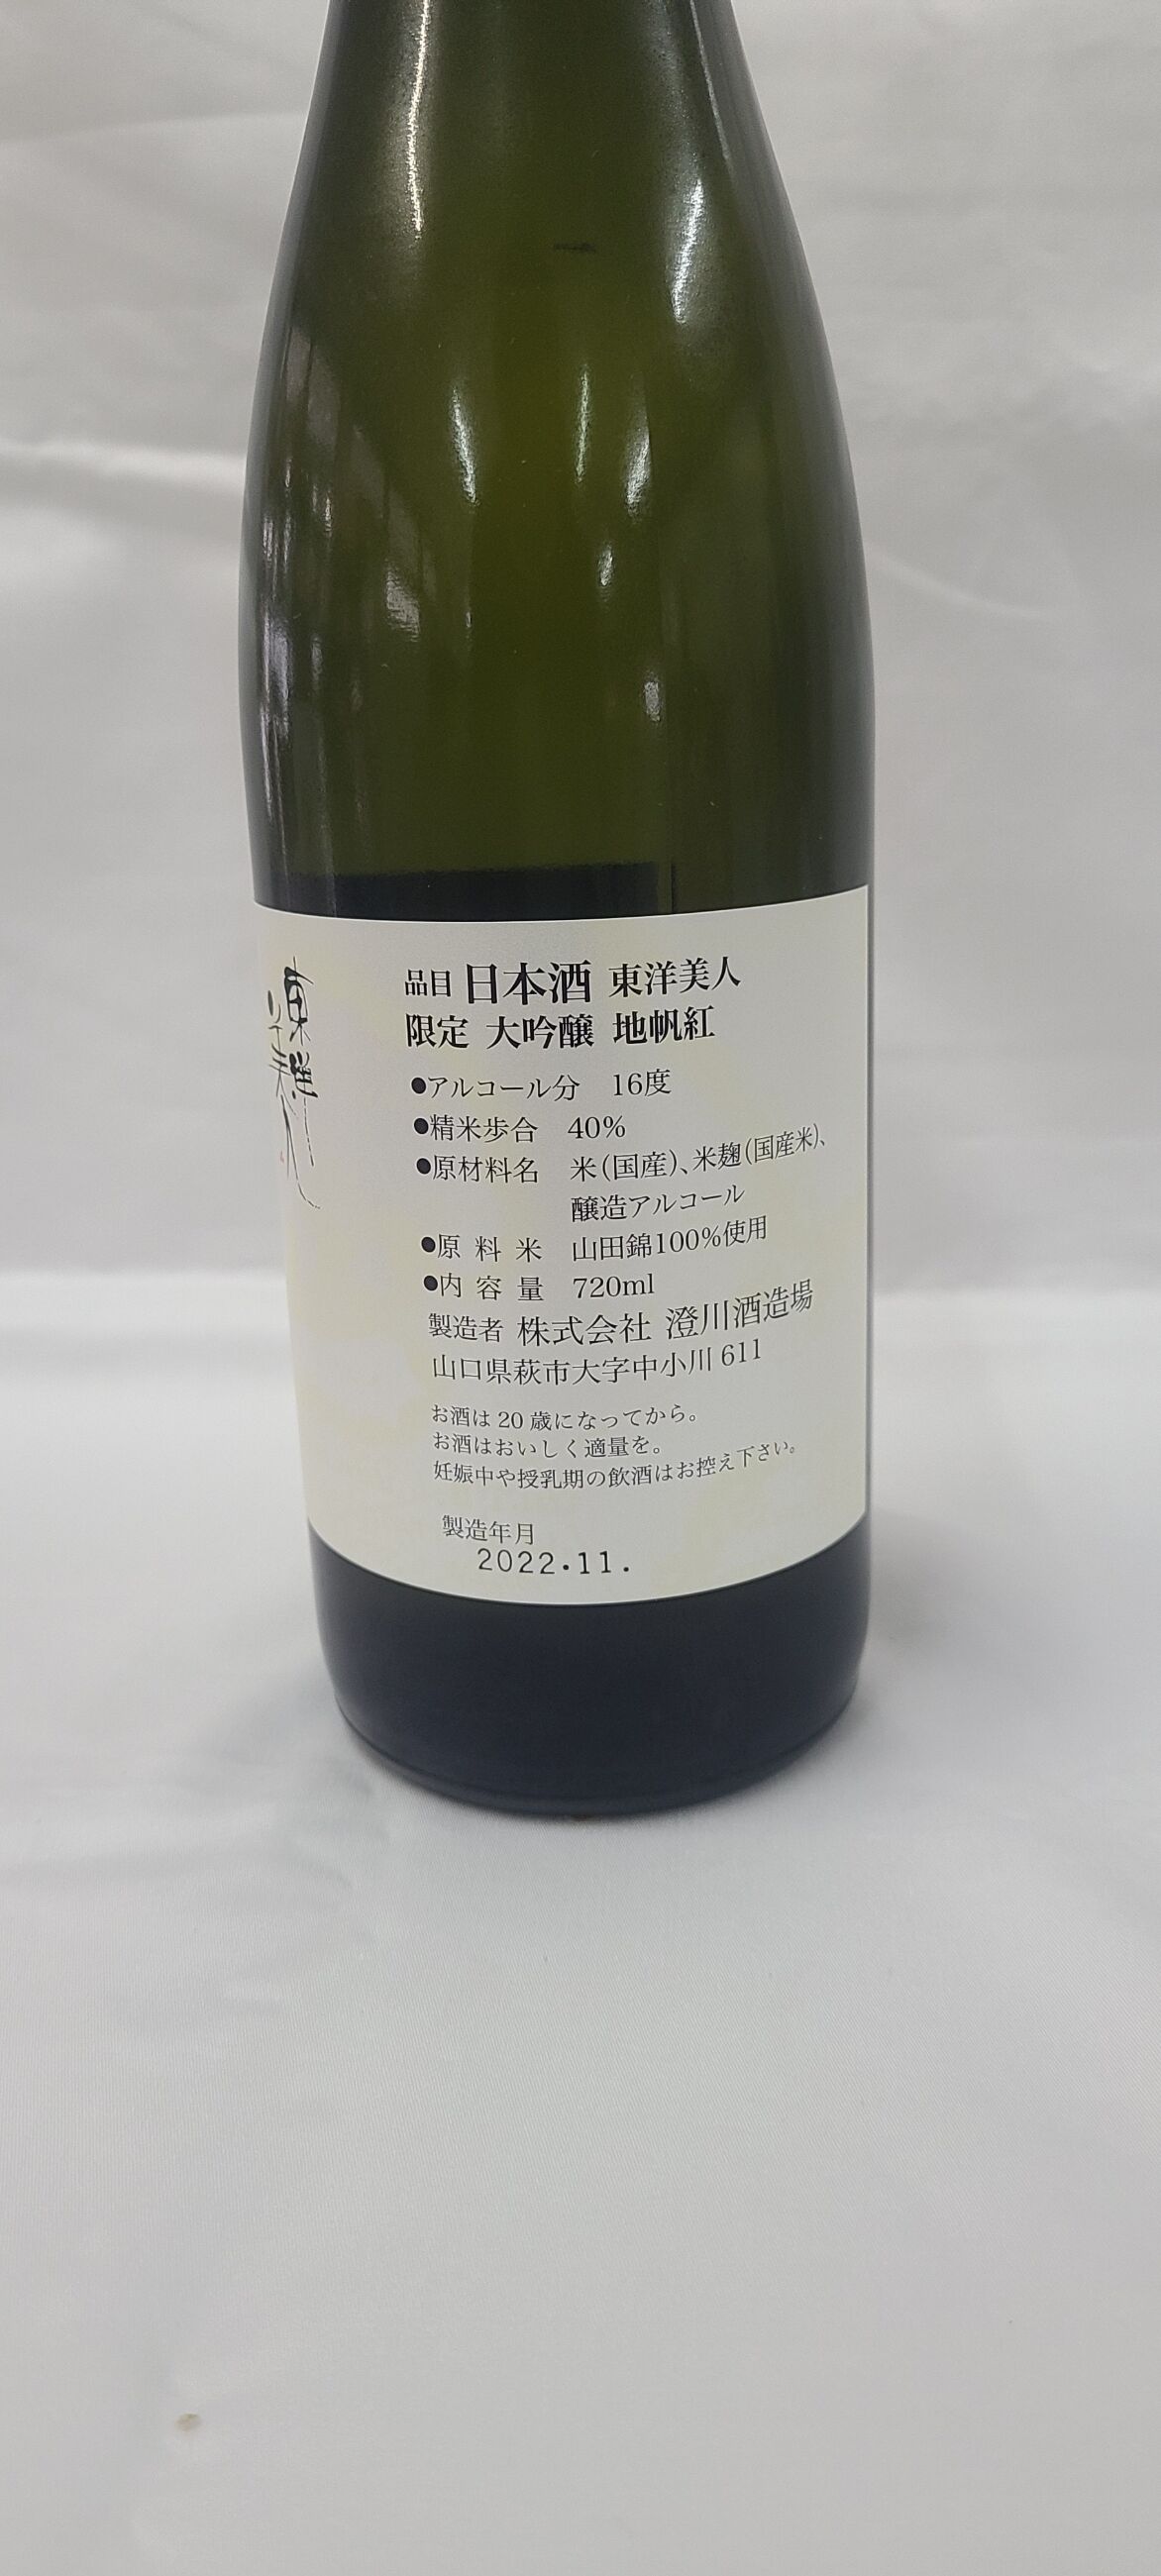 東洋
美人
品目 日本酒 東洋美人
限定 大吟醸 地帆紅
●アルコール分 16度
●精米歩合 40%
●原材料名 米(国産)、米麹(国産米)、
醸造アルコール
●原料米 山田錦100%使用
●内容量 720ml
製造者 株式会社 澄川酒造場
山口県萩市大字中小川 611
お酒は 20 歳になってから。
お酒はおいしく適量を。
妊娠中や授乳期の飲酒はお控え下さい。
製造年月
2022.11.